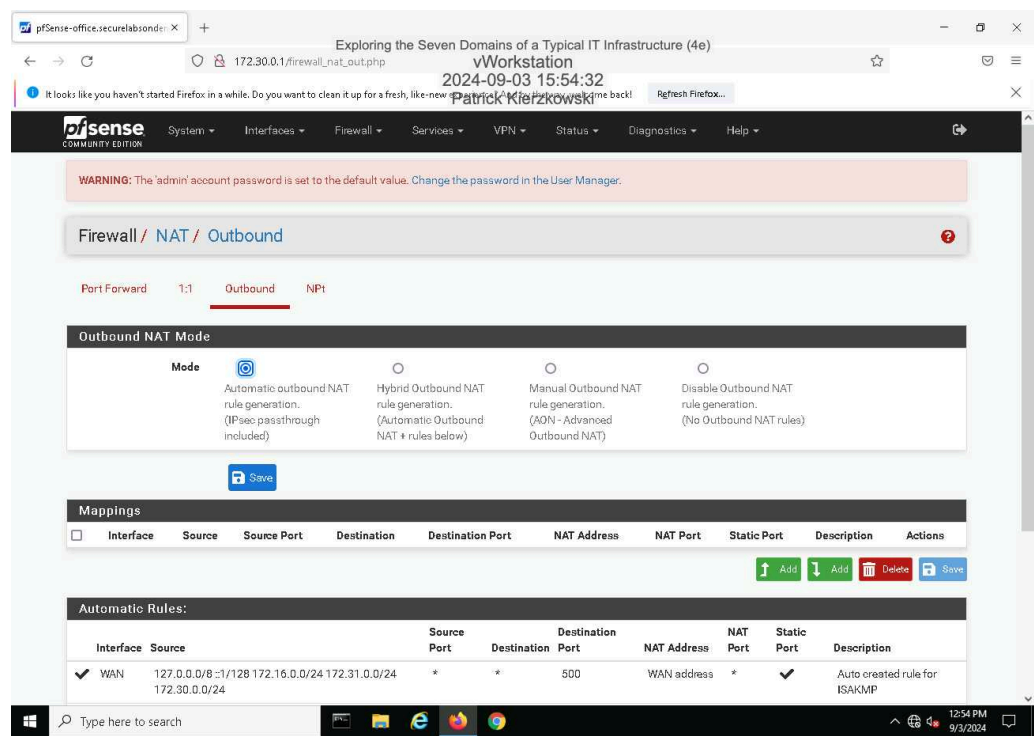 pfSense-office.securelabsonder
Exploring the Seven Domains of a Typical IT Infrastructure (4e)
172.30.0.1/firewall_nat_out.php
vWorkstation
2024-09-03 15:54:32
It looks like you haven't started Firefox in a while. Do you want to clean it up for a fresh, like-new me back!
Patrick Kierzkowski
Refresh Firefox...
pfsense
COMMUNITY EDITION
System Interfaces Firewall Services VPN Status Diagnostics Help
WARNING: The 'admin' account password is set to the default value. Change the password in the User Manager.
Firewall / NAT / Outbound
Port Forward 1:1 Outbound NPt
Outbound NAT Mode
Mode
Automatic outbound NAT rule generation. (IPsec passthrough included)
Hybrid Outbound NAT rule generation. (Automatic Outbound NAT + rules below)
Manual Outbound NAT rule generation. (AON - Advanced Outbound NAT)
Disable Outbound NAT rule generation. (No Outbound NAT rules)
Save
Mappings
Interface Source Source Port Destination Destination Port NAT Address NAT Port Static Port Description Actions
Add Add Delete Save
Automatic Rules:
Interface Source Source Port Destination Destination Port NAT Address NAT Port Static Port Description
WAN 127.0.0.0/8 ::1/128 172.16.0.0/24 172.31.0.0/24 * * 500 WAN address * Auto created rule for
172.30.0.0/24 ISAKMP
Type here to search
12:54 PM
9/3/2024